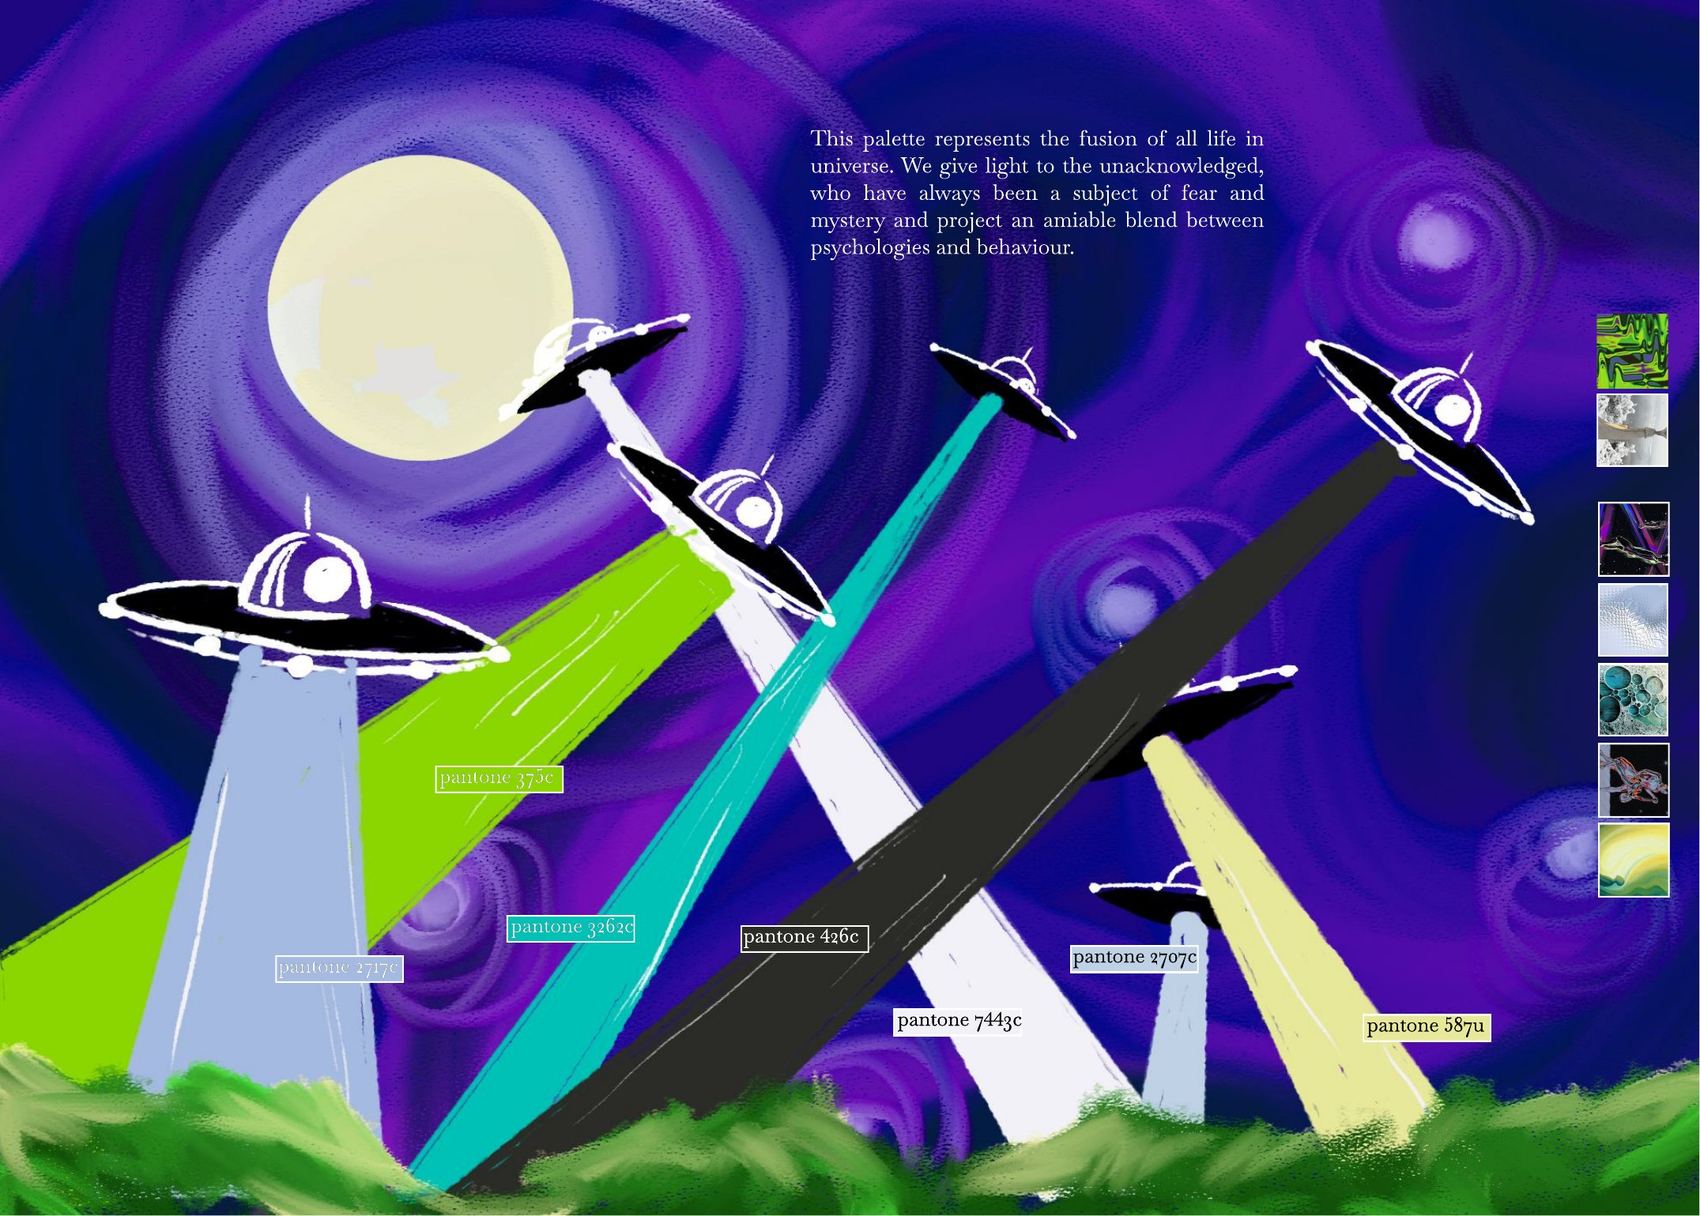 This palette represents the fusion of all life in
universe. We give light to the unacknowledged,
who have always been a subject of fear and
mystery and project an amiable blend between
psychologies and behaviour.
pantone 375c
pantone 3262c
pantone 426c
pantone 2707c
pantone 2717c
pantone 7443c
pantone 587u